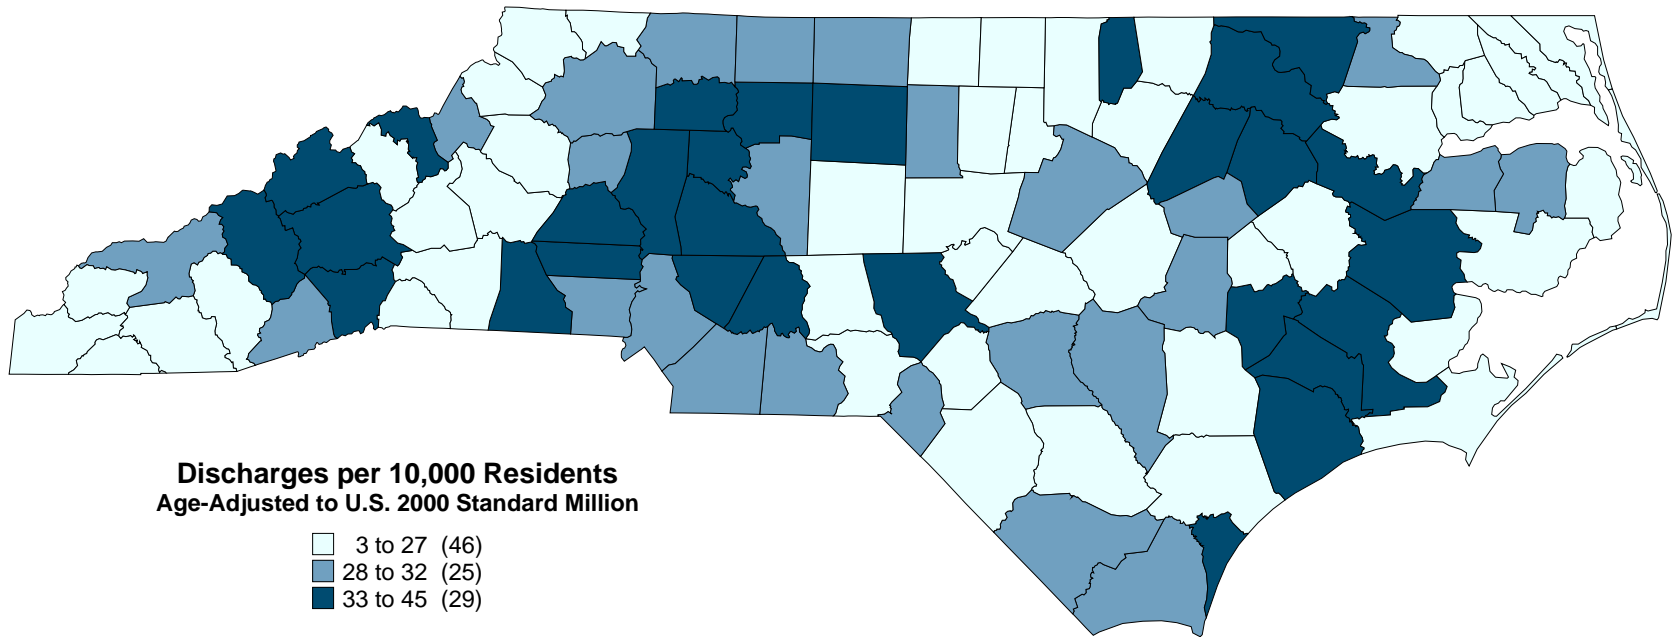 Discharges per 10,000 Residents
Age-Adjusted to U.S. 2000 Standard Million
3 to 27 (46)
28 to 32 (25)
33 to 45 (29)